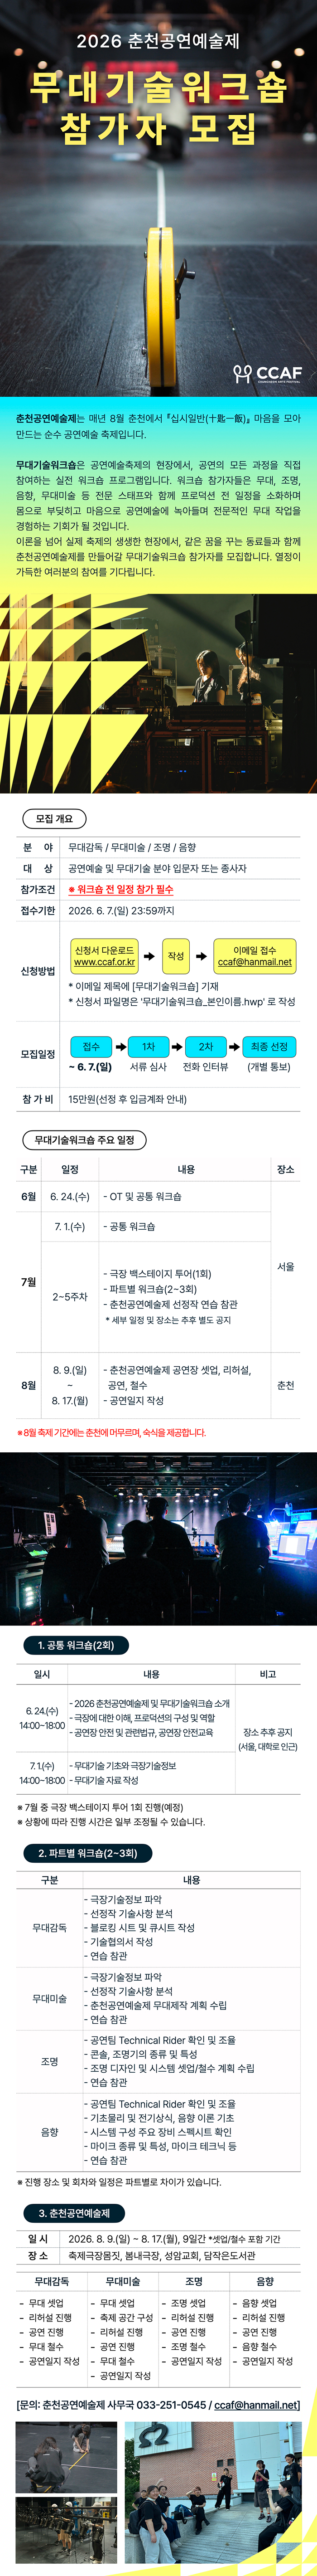 2026 춘천공연예술제
무대기술워크숍
참가자 모집
CCAF
CHUNCHEON ARTS FESTIVAL
춘천공연예술제는 매년 8월 춘천에서 『십시일반(十匙一飯)』 마음을 모아
만드는 순수 공연예술 축제입니다.
무대기술워크숍은 공연예술축제의 현장에서, 공연의 모든 과정을 직접
참여하는 실전 워크숍 프로그램입니다. 워크숍 참가자들은 무대, 조명,
음향, 무대미술 등 전문 스태프와 함께 프로덕션 전 일정을 소화하며
몸으로 부딪히고 마음으로 공연예술에 녹아들며 전문적인 무대 작업을
경험하는 기회가 될 것입니다.
이론을 넘어 실제 축제의 생생한 현장에서, 같은 꿈을 꾸는 동료들과 함께
춘천공연예술제를 만들어갈 무대기술워크숍 참가자를 모집합니다. 열정이
가득한 여러분의 참여를 기다립니다.
모집 개요
분 야 무대감독 / 무대미술 / 조명 / 음향
대 상 공연예술 및 무대기술 분야 입문자 또는 종사자
참가조건 ※ 워크숍 전 일정 참가 필수
접수기한 2026. 6. 7.(일) 23:59까지
신청방법
신청서 다운로드 작성 이메일 접수
www.ccaf.or.kr ccaf@hanmail.net
* 이메일 제목에 [무대기술워크숍] 기재
* 신청서 파일명은 '무대기술워크숍_본인이름.hwp' 로 작성
모집일정
접수 1차 2차 최종 선정
~ 6. 7.(일) 서류 심사 전화 인터뷰 (개별 통보)
참 가 비 15만원(선정 후 입금계좌 안내)
무대기술워크숍 주요 일정
구분 일정 내용 장소
6월 6. 24.(수) - OT 및 공통 워크숍
7월 7. 1.(수) - 공통 워크숍
서울
2~5주차
- 극장 백스테이지 투어(1회)
- 파트별 워크숍(2~3회)
- 춘천공연예술제 선정작 연습 참관
* 세부 일정 및 장소는 추후 별도 공지
8월 8. 9.(일) ~ 8. 17.(월)
- 춘천공연예술제 공연장 셋업, 리허설,
공연, 철수
- 공연일지 작성
춘천
※ 8월 축제 기간에는 춘천에 머무르며, 숙식을 제공합니다.
1. 공통 워크숍(2회)
일시 내용 비고
6. 24.(수)
14:00~18:00
- 2026 춘천공연예술제 및 무대기술워크숍 소개
- 극장에 대한 이해, 프로덕션의 구성 및 역할
- 공연장 안전 및 관련법규, 공연장 안전교육
장소 추후 공지
(서울, 대학로 인근)
7. 1.(수)
14:00~18:00
- 무대기술 기초와 극장기술정보
- 무대기술 자료 작성
※ 7월 중 극장 백스테이지 투어 1회 진행(예정)
※ 상황에 따라 진행 시간은 일부 조정될 수 있습니다.
2. 파트별 워크숍(2~3회)
구분 내용
무대감독
- 극장기술정보 파악
- 선정작 기술사항 분석
- 블로킹 시트 및 큐시트 작성
- 기술협의서 작성
- 연습 참관
무대미술
- 극장기술정보 파악
- 선정작 기술사항 분석
- 춘천공연예술제 무대제작 계획 수립
- 연습 참관
조명
- 공연팀 Technical Rider 확인 및 조율
- 콘솔, 조명기의 종류 및 특성
- 조명 디자인 및 시스템 셋업/철수 계획 수립
- 연습 참관
음향
- 공연팀 Technical Rider 확인 및 조율
- 기초물리 및 전기상식, 음향 이론 기초
- 시스템 구성 주요 장비 스펙시트 확인
- 마이크 종류 및 특성, 마이크 테크닉 등
- 연습 참관
※ 진행 장소 및 회차와 일정은 파트별로 차이가 있습니다.
3. 춘천공연예술제
일 시 2026. 8. 9.(일) ~ 8. 17.(월), 9일간 *셋업/철수 포함 기간
장 소 축제극장몸짓, 봄내극장, 성암교회, 담작은도서관
무대감독 무대미술 조명 음향
- 무대 셋업 - 무대 셋업 - 조명 셋업 - 음향 셋업
- 리허설 진행 - 축제 공간 구성 - 리허설 진행 - 리허설 진행
- 공연 진행 - 리허설 진행 - 공연 진행 - 공연 진행
- 무대 철수 - 공연 진행 - 조명 철수 - 음향 철수
- 공연일지 작성 - 무대 철수 - 공연일지 작성 - 공연일지 작성
- 공연일지 작성
[문의: 춘천공연예술제 사무국 033-251-0545 / ccaf@hanmail.net]